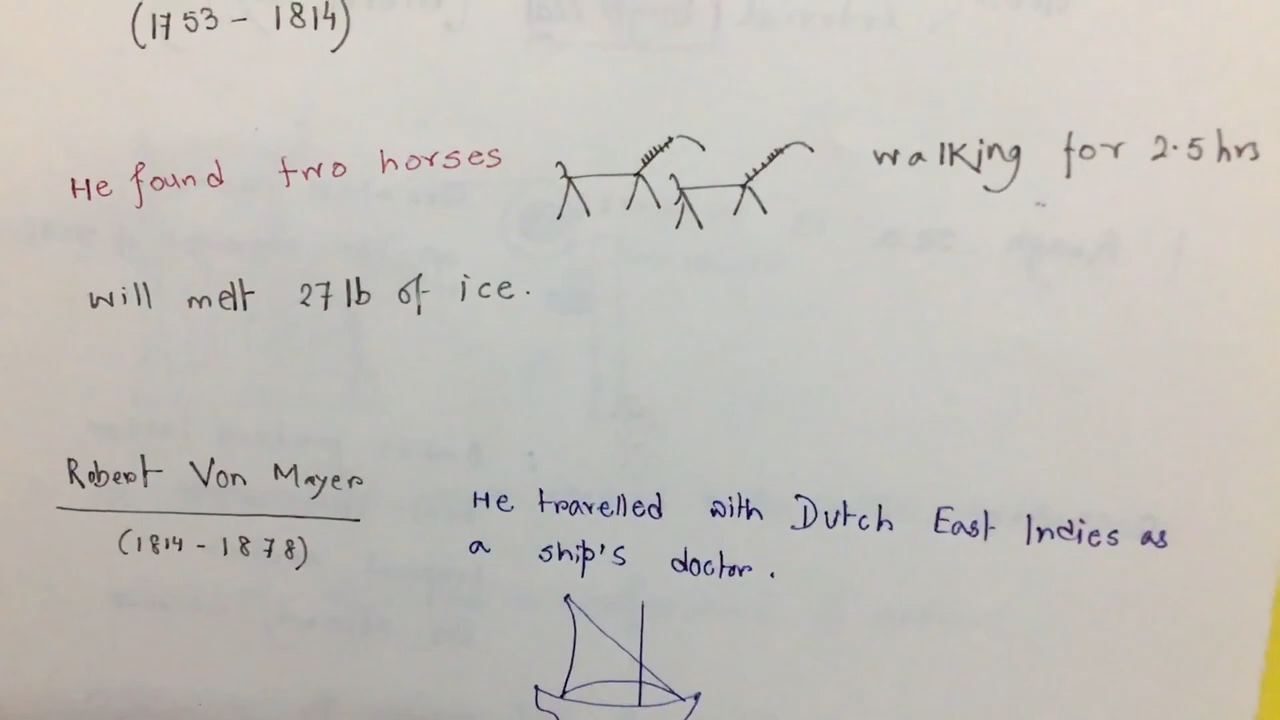 (1753 - 1814)
He found two horses walking for 2.5 hrs
will melt 27 lb of ice.
Robert Von Mayer
(1814 - 1878)
He travelled with Dutch East Indies as
a ship's doctor.